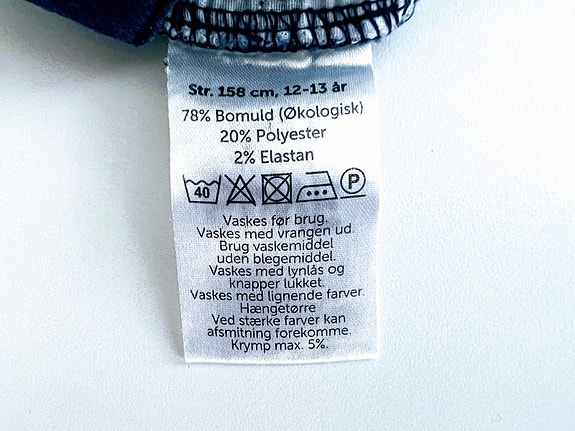 Str. 158 cm, 12-13 år
78% Bomuld (Økologisk)
20% Polyester
2% Elastan
40 P
Vaskes før brug.
Vaskes med vrangen ud.
Brug vaskemiddel
uden blegemiddel.
Vaskes med lynlås og
knapper lukket.
Vaskes med lignende farver.
Hængetørre
Ved stærke farver kan
afsmitning forekomme.
Krymp max. 5%.